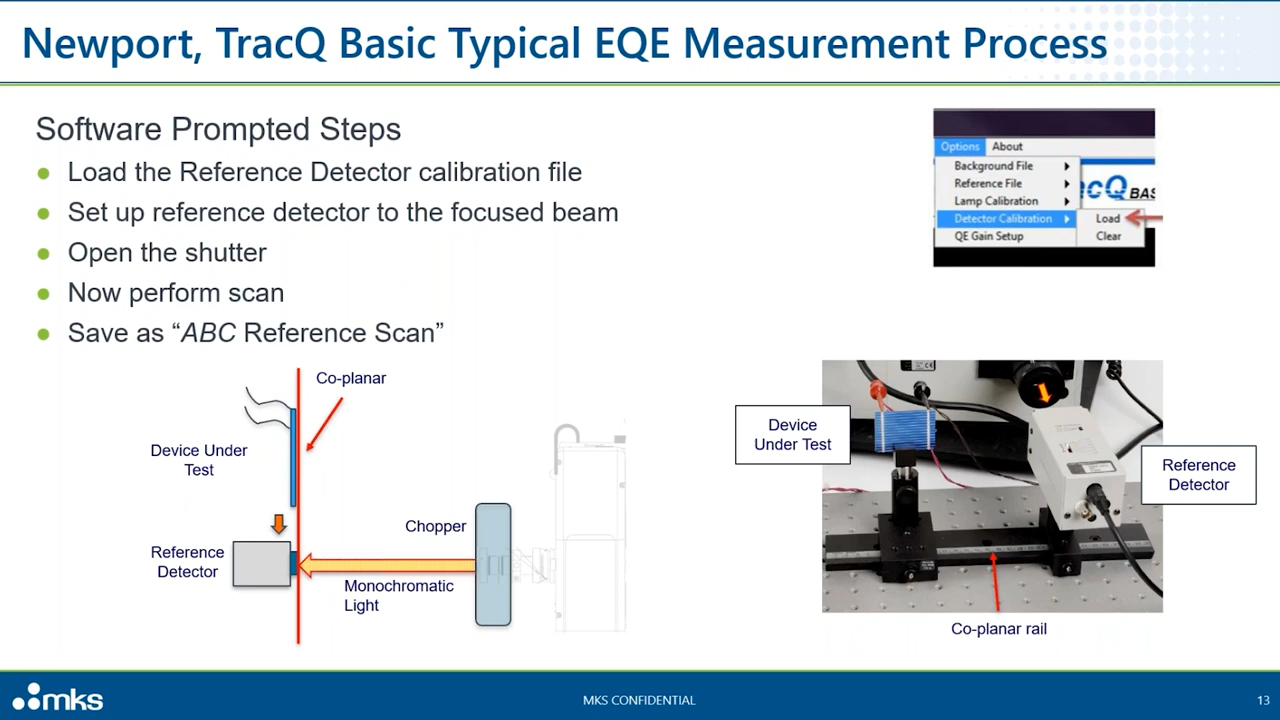 Newport, TracQ Basic Typical EQE Measurement Process
Software Prompted Steps
Load the Reference Detector calibration file
Set up reference detector to the focused beam
Open the shutter
Now perform scan
Save as “ABC Reference Scan”
Options About
Background File
Reference File
Lamp Calibration
Detector Calibration
QE Gain Setup
Load
Clear
acQ BAS
Co-planar
Device Under
Test
Chopper
Reference
Detector
Monochromatic
Light
Device
Under Test
Reference
Detector
Co-planar rail
mks
MKS CONFIDENTIAL
13